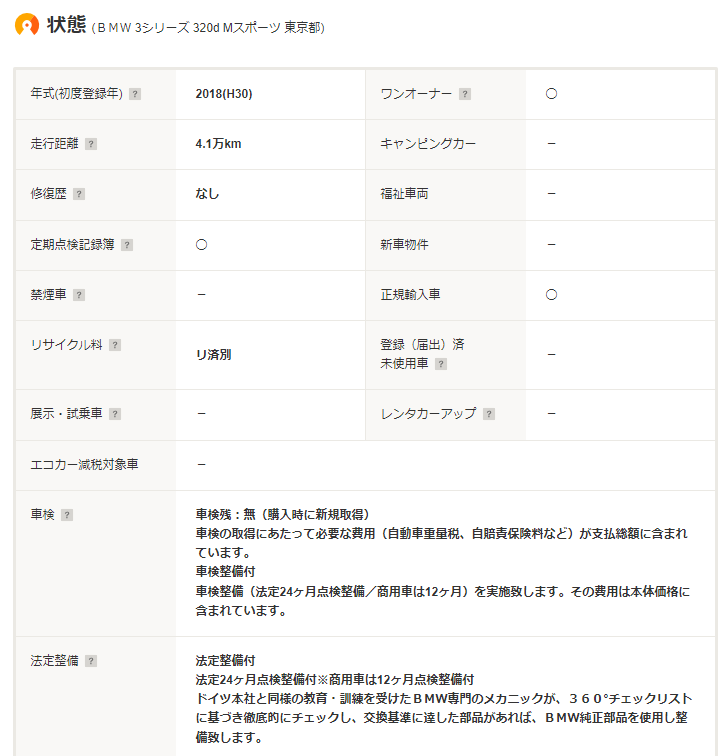 状態 (ＢＭＷ 3シリーズ 320d Mスポーツ 東京都)
年式(初度登録年) ? 2018(H30) ワンオーナー ? ○
走行距離 ? 4.1万km キャンピングカー －
修復歴 ? なし 福祉車両 －
定期点検記録簿 ? ○ 新車物件 －
禁煙車 ? － 正規輸入車 ○
リサイクル料 ? リ済別 登録（届出）済
未使用車 ? －
展示・試乗車 ? － レンタカーアップ ? －
エコカー減税対象車 －
車検 ? 車検残：無（購入時に新規取得）
車検の取得にあたって必要な費用（自動車重量税、自賠責保険料など）が支払総額に含まれ
ています。
車検整備付
車検整備（法定24ヶ月点検整備／商用車は12ヶ月）を実施致します。その費用は本体価格に
含まれています。
法定整備 ? 法定整備付
法定24ヶ月点検整備付※商用車は12ヶ月点検整備付
ドイツ本社と同様の教育・訓練を受けたＢＭＷ専門のメカニックが、３６０°チェックリスト
に基づき徹底的にチェックし、交換基準に達した部品があれば、ＢＭＷ純正部品を使用し整
備致します。